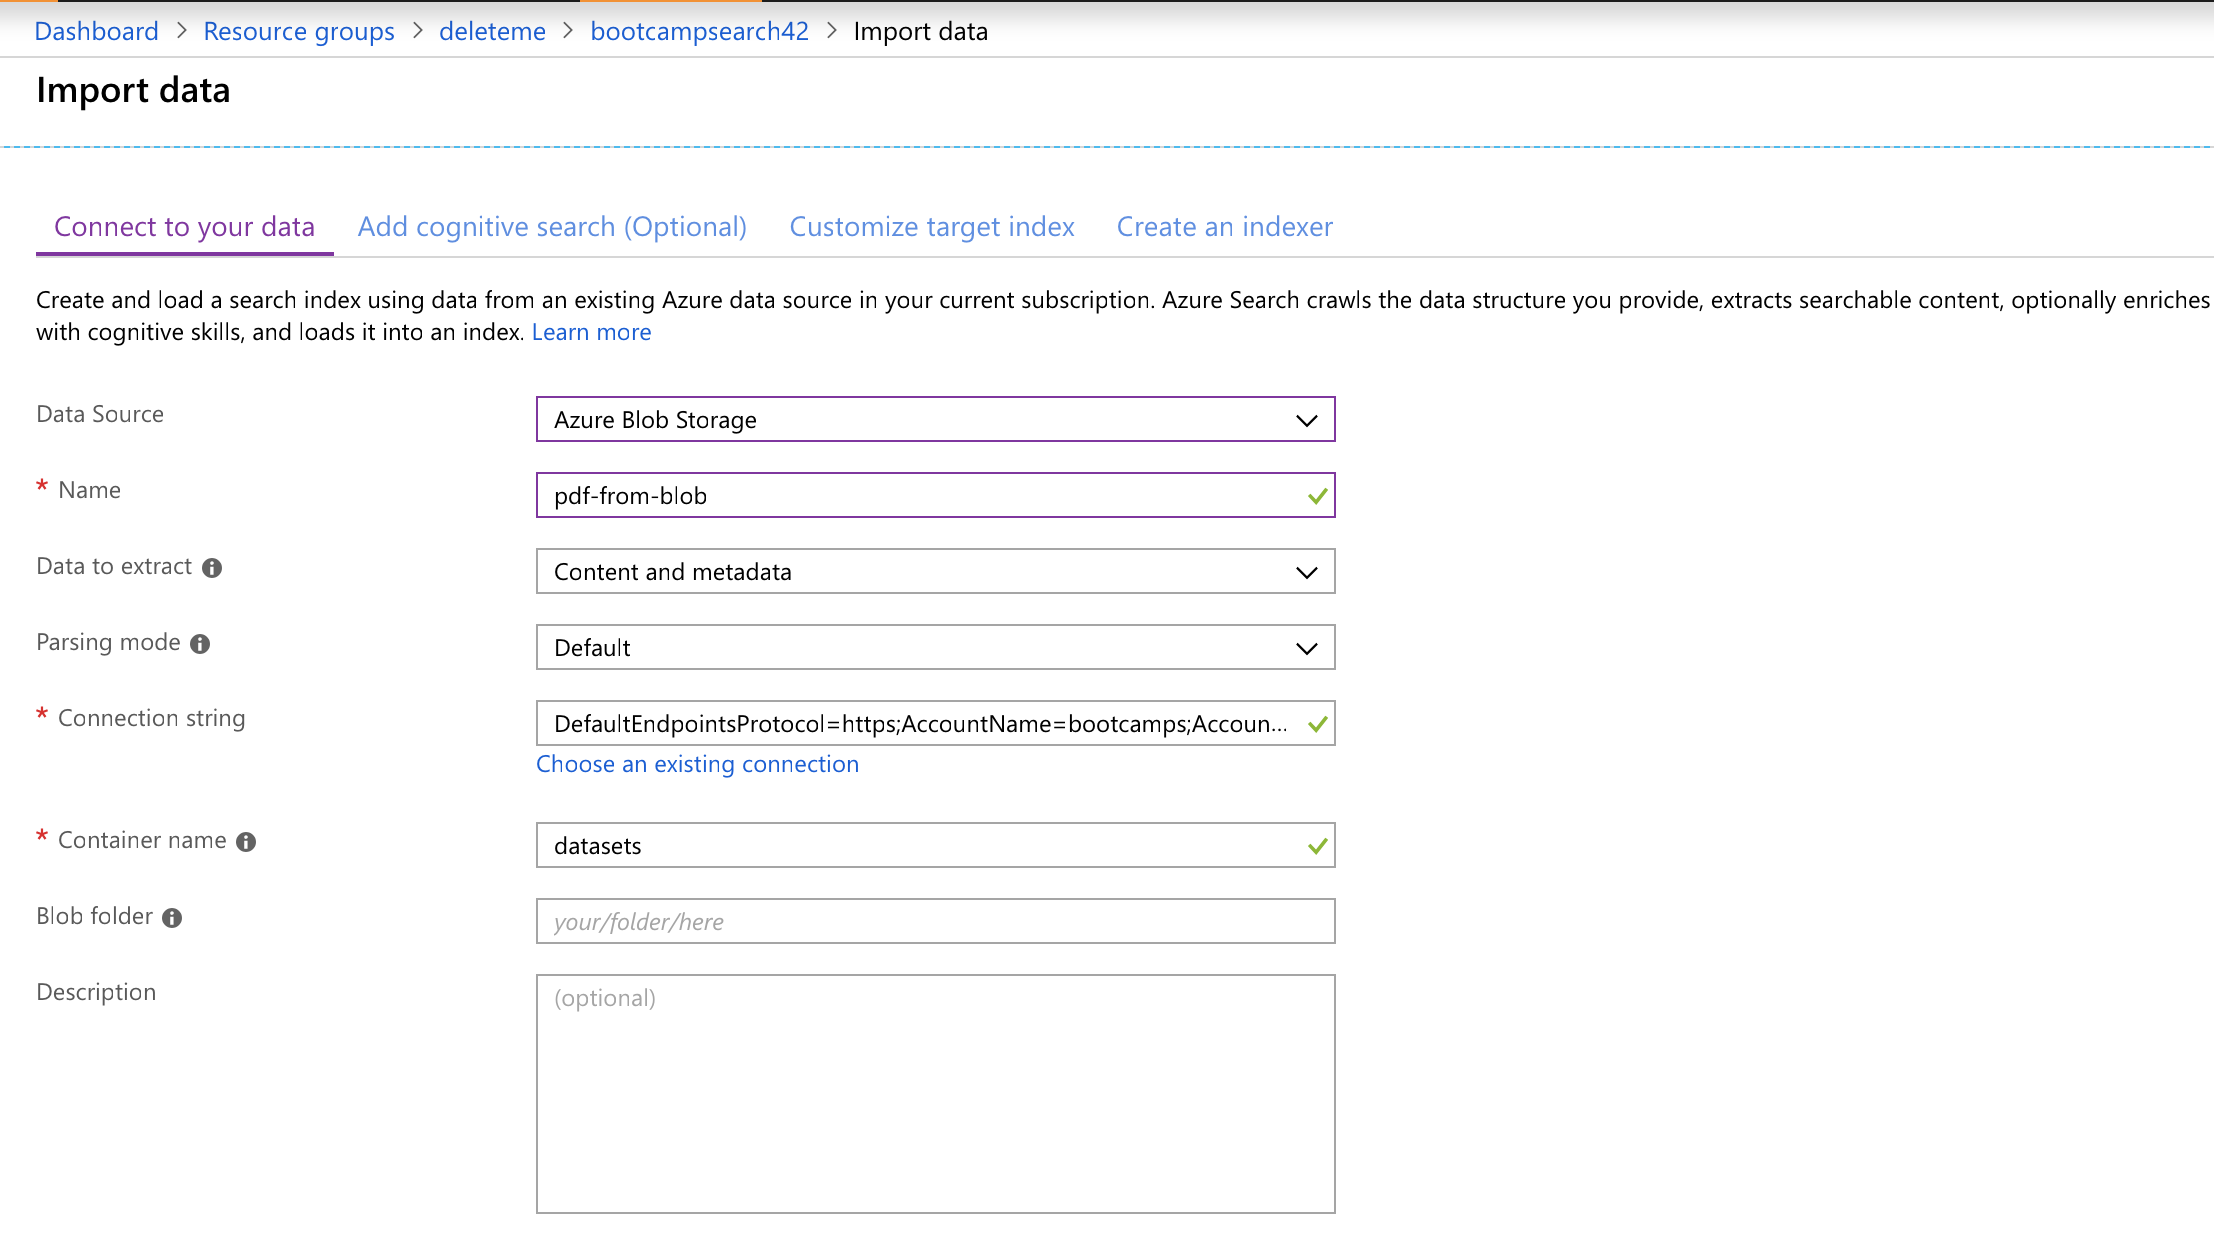 Dashboard > Resource groups > deleteme > bootcampsearch42 > Import data
Import data
Connect to your data Add cognitive search (Optional) Customize target index Create an indexer
Create and load a search index using data from an existing Azure data source in your current subscription. Azure Search crawls the data structure you provide, extracts searchable content, optionally enriches
with cognitive skills, and loads it into an index. Learn more
Data Source Azure Blob Storage
* Name pdf-from-blob
Data to extract Content and metadata
Parsing mode Default
* Connection string DefaultEndpointsProtocol=https;AccountName=bootcamps;Accoun...
Choose an existing connection
* Container name datasets
Blob folder your/folder/here
Description (optional)